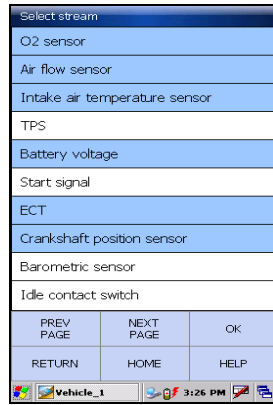 Select stream
O2 sensor
Air flow sensor
Intake air temperature sensor
TPS
Battery voltage
Start signal
ECT
Crankshaft position sensor
Barometric sensor
Idle contact switch
PREV PAGE
NEXT PAGE
OK
RETURN
HOME
HELP
Vehicle_1
3:26 PM